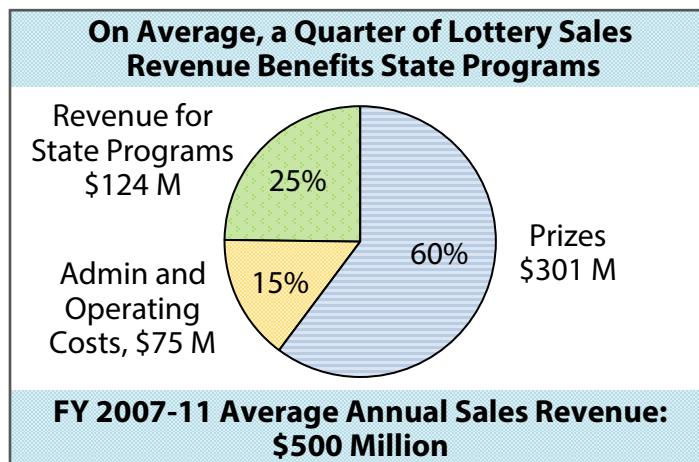 On Average, a Quarter of Lottery Sales
Revenue Benefits State Programs
Revenue for
State Programs
$124 M
25%
60%
Prizes
$301 M
15%
Admin and
Operating
Costs, $75 M
FY 2007-11 Average Annual Sales Revenue:
$500 Million